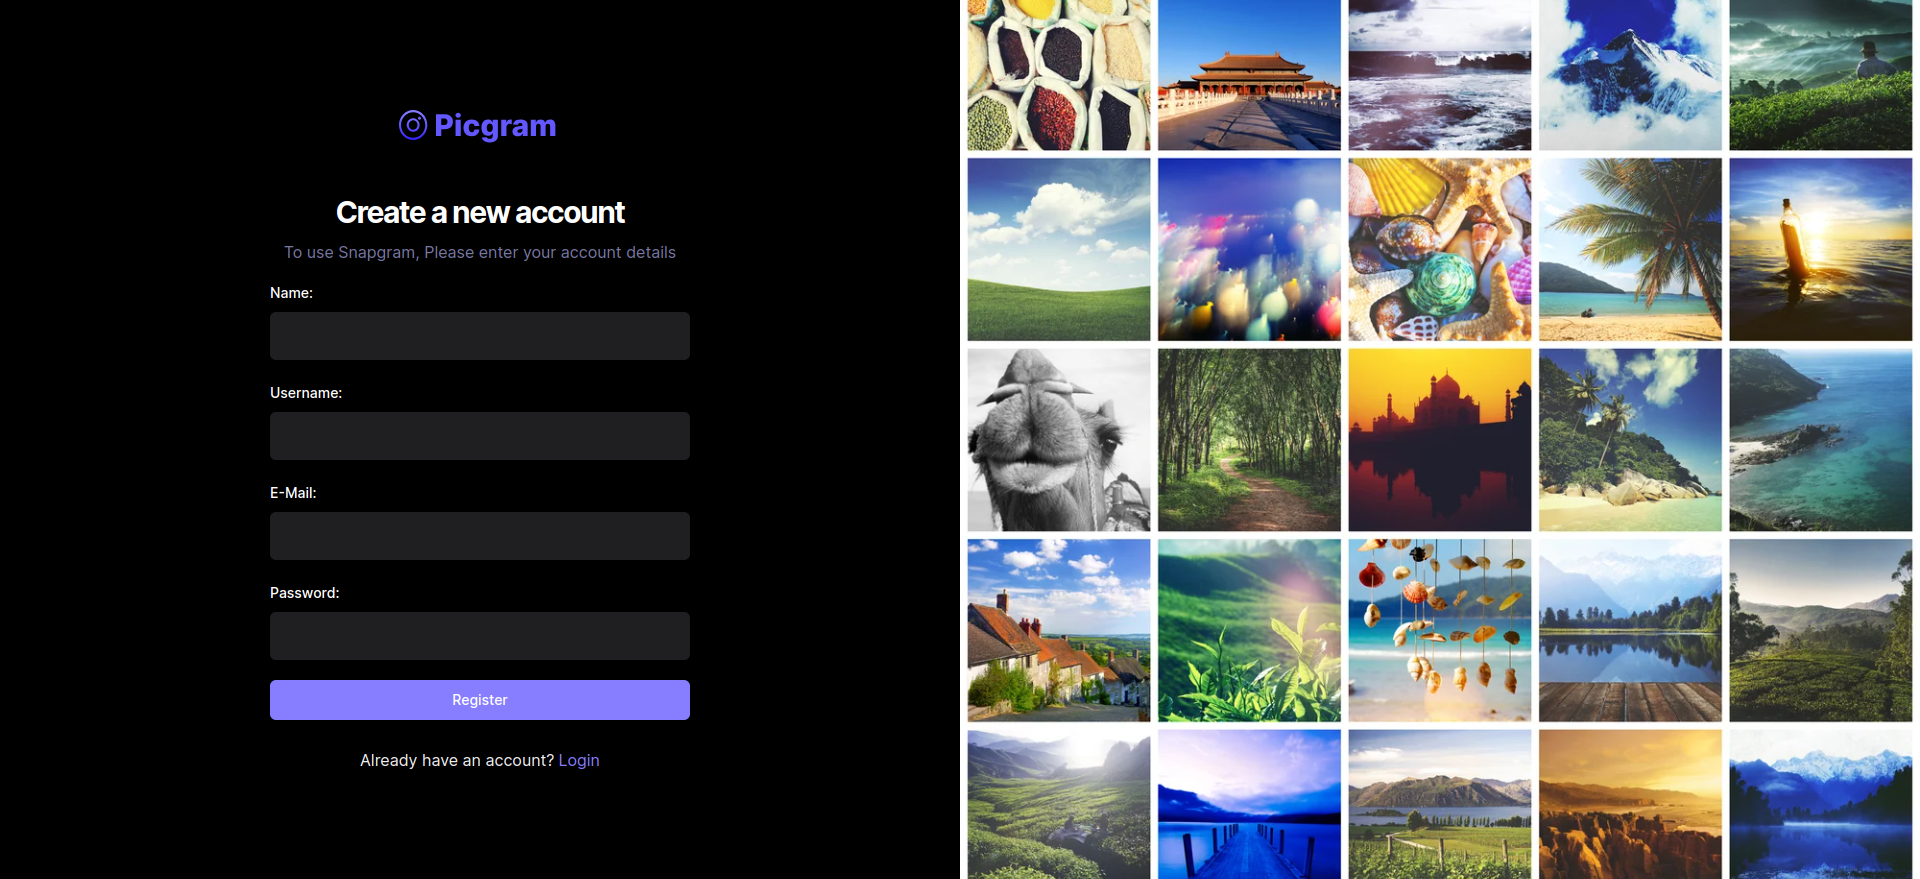 Picgram
Create a new account
To use Snapgram, Please enter your account details
Name:
Username:
E-Mail:
Password:
Register
Already have an account? Login